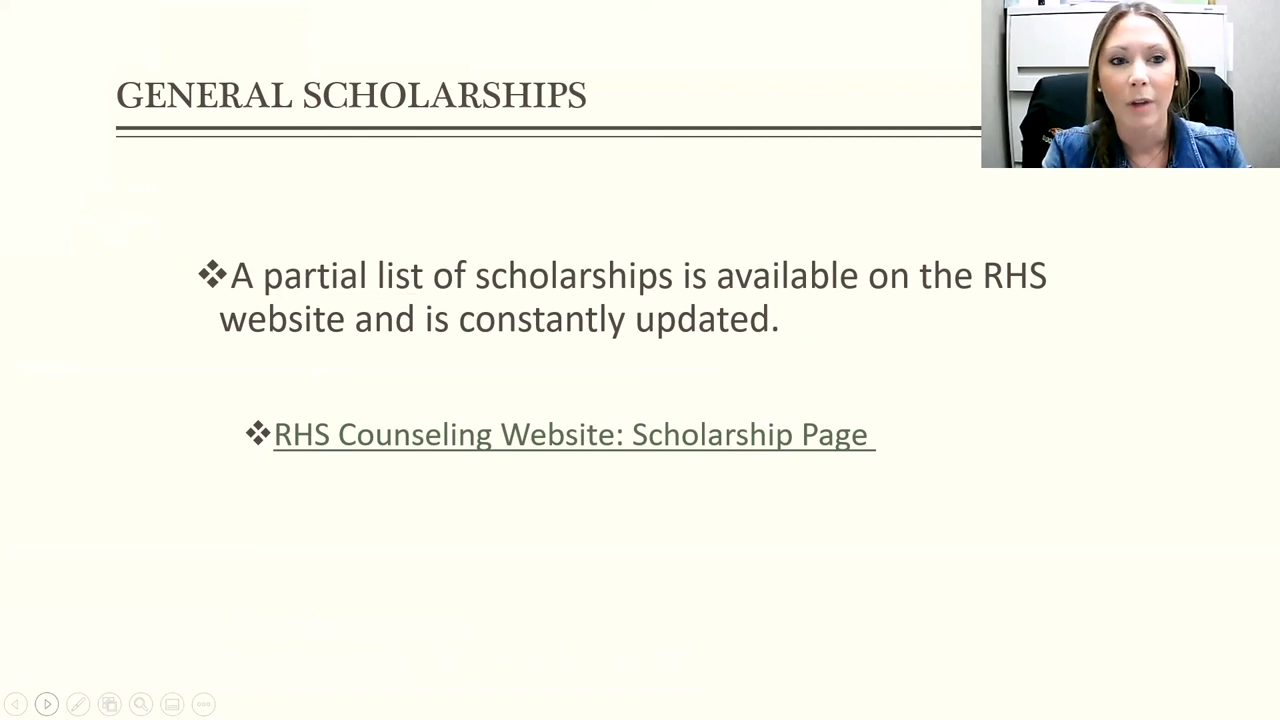 GENERAL SCHOLARSHIPS
❖A partial list of scholarships is available on the RHS
website and is constantly updated.
❖RHS Counseling Website: Scholarship Page